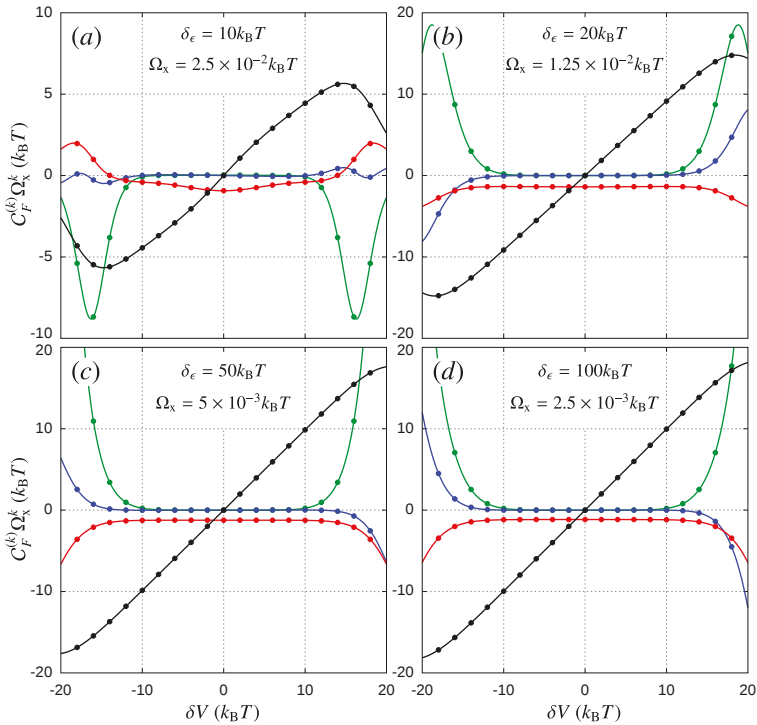 10
5
0
-5
-10
C_F^{(k)}Ω_x^k (k_BT)
(a)
δ_ϵ = 10k_BT
Ω_x = 2.5 × 10^{-2}k_BT
20
10
0
-10
-20
(b)
δ_ϵ = 20k_BT
Ω_x = 1.25 × 10^{-2}k_BT
20
10
0
-10
-20
C_F^{(k)}Ω_x^k (k_BT)
(c)
δ_ϵ = 50k_BT
Ω_x = 5 × 10^{-3}k_BT
-20 -10 0 10 20
δV (k_BT)
20
10
0
-10
-20
(d)
δ_ϵ = 100k_BT
Ω_x = 2.5 × 10^{-3}k_BT
-20 -10 0 10 20
δV (k_BT)